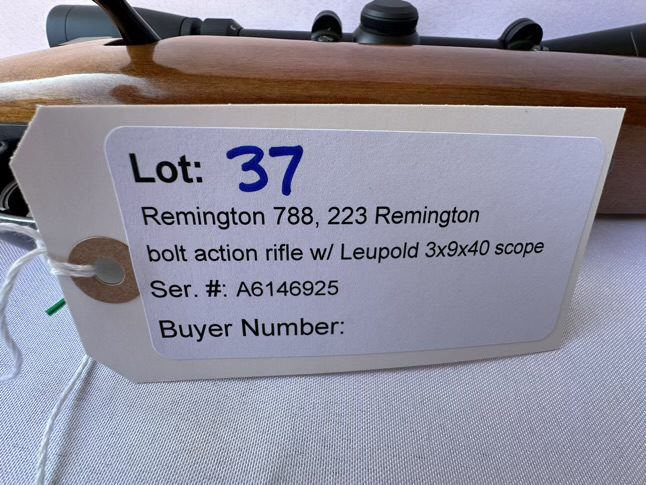 Lot: 37
Remington 788, 223 Remington
bolt action rifle w/ Leupold 3x9x40 scope
Ser. #: A6146925
Buyer Number: